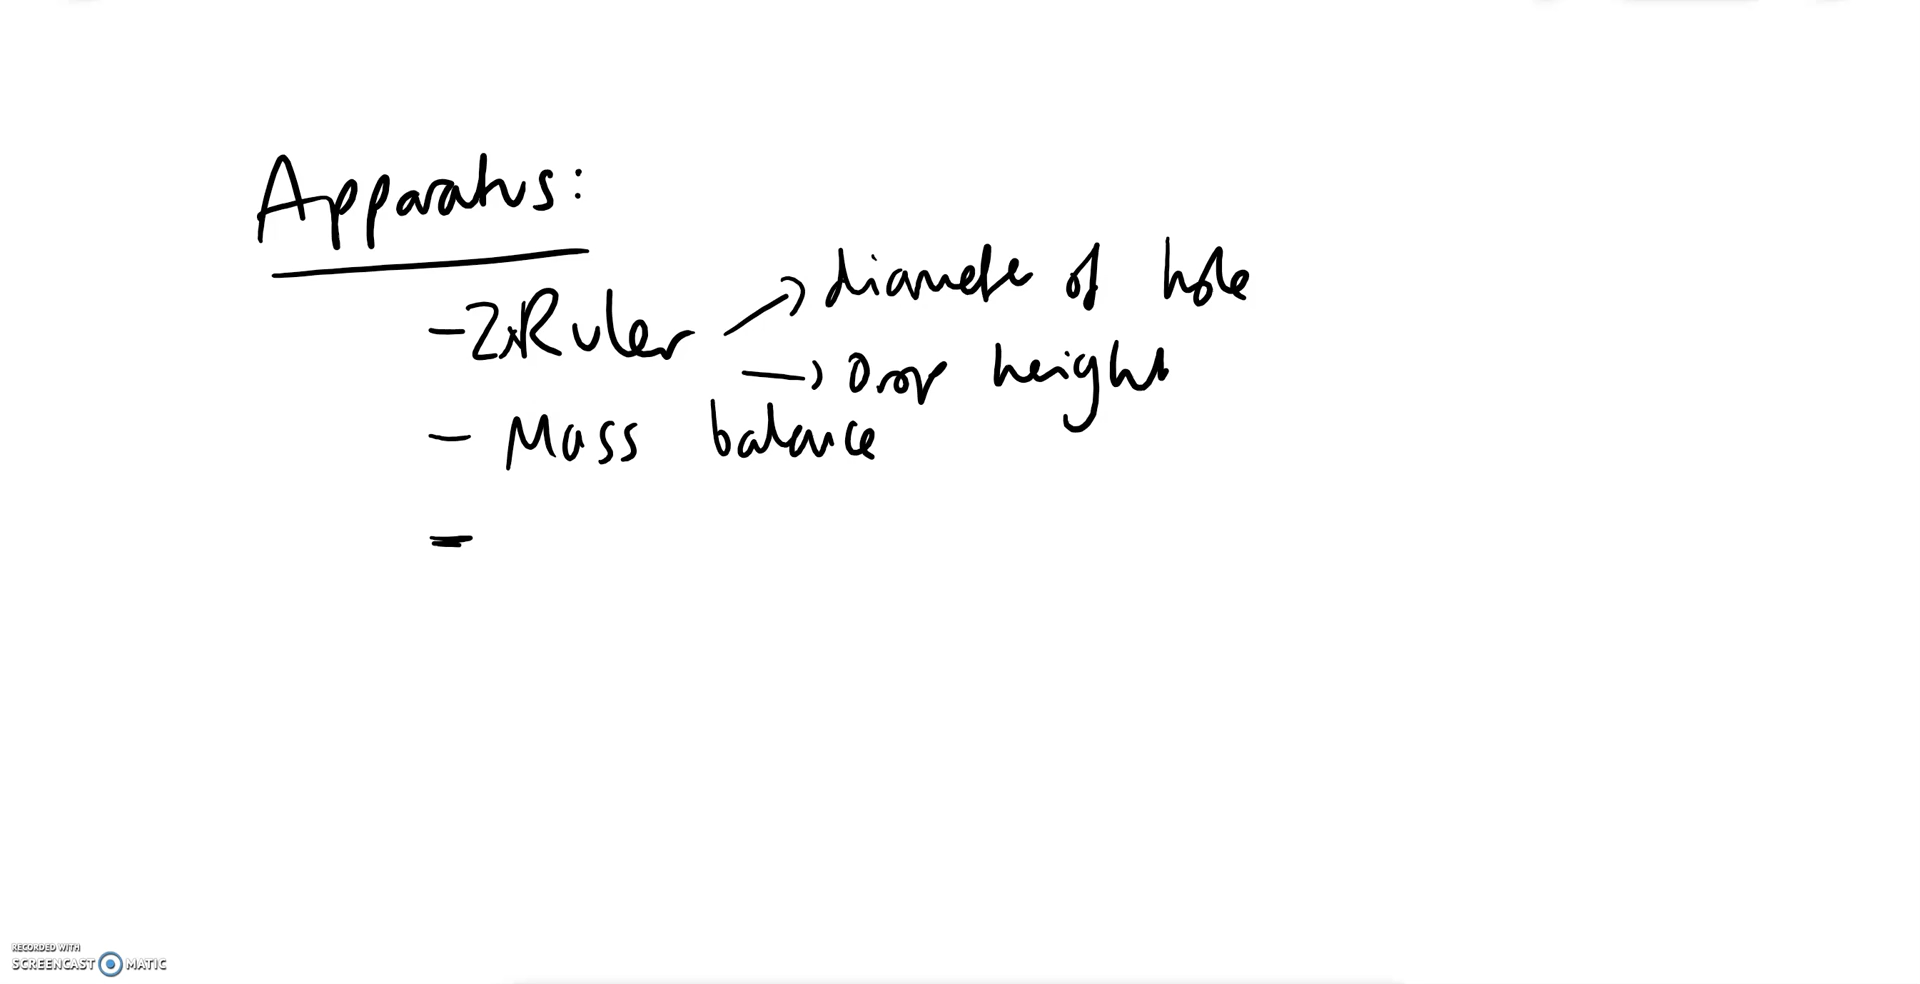 Apparatus:
- 2xRuler → diameter of hole
→ Drop height
- Mass balance
-
RECORDED WITH
SCREENCAST MATIC